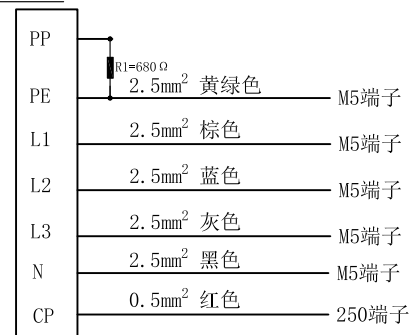 PP
R1=680Ω
PE 2.5mm² 黄绿色 M5端子
L1 2.5mm² 棕色 M5端子
L2 2.5mm² 蓝色 M5端子
L3 2.5mm² 灰色 M5端子
N 2.5mm² 黑色 M5端子
CP 0.5mm² 红色 250端子